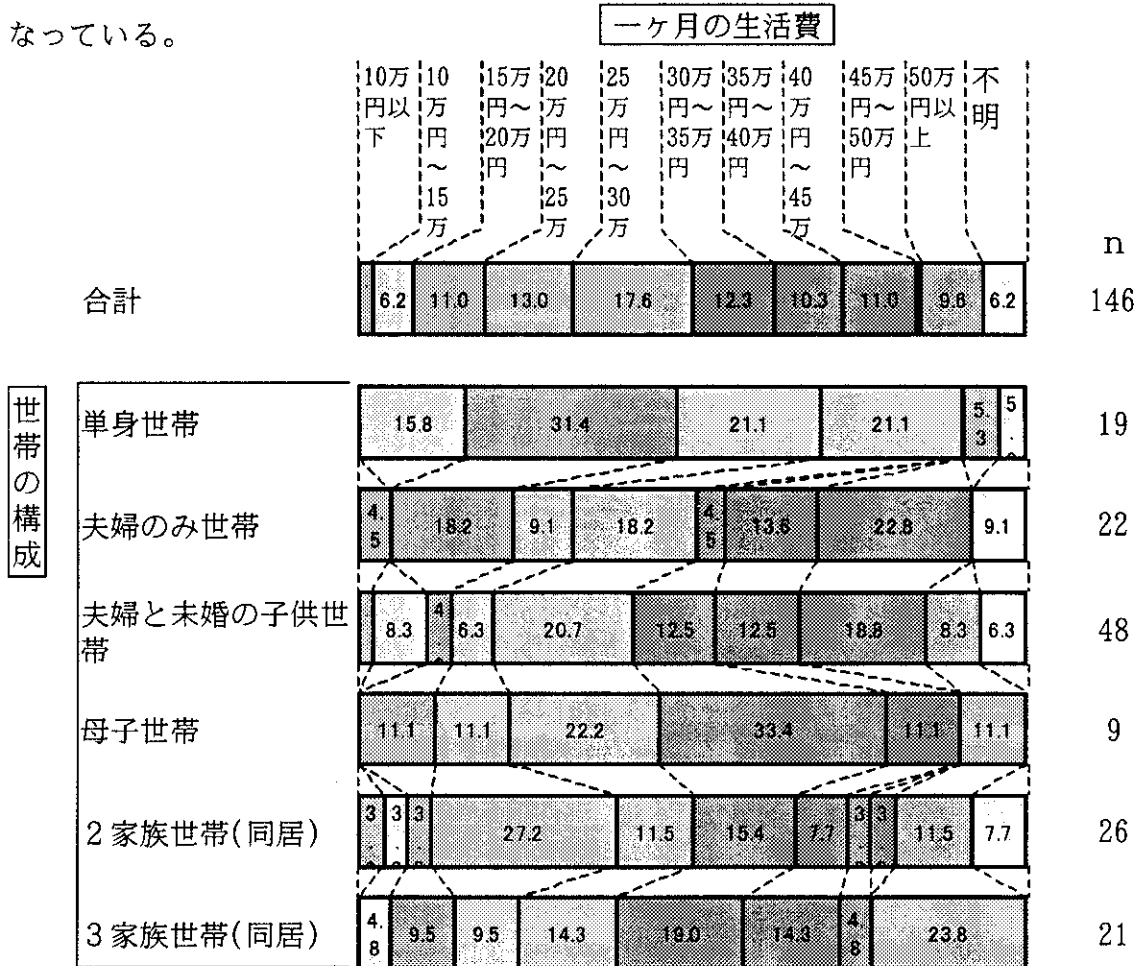 なっている。
一ヶ月の生活費
10万円以下
10万円～15万
15万円～20万円
20万円～25万
25万円～30万
30万円～35万円
35万円～40万円
40万円～45万
45万円～50万円
50万円以上
不明
n
合計 6.2 11.0 13.0 17.6 12.3 10.3 11.0 9.6 6.2 146
世帯の構成
単身世帯 15.8 31.4 21.1 21.1 5.3 19
夫婦のみ世帯 4.5 18.2 9.1 18.2 4.5 13.6 22.8 9.1 22
夫婦と未婚の子供世帯 8.3 6.3 20.7 12.5 12.5 18.8 8.3 6.3 48
母子世帯 11.1 11.1 22.2 33.4 11.1 11.1 9
2家族世帯(同居) 27.2 11.5 15.4 7.7 11.5 7.7 26
3家族世帯(同居) 4.8 9.5 9.5 14.3 19.0 14.3 4.8 23.8 21